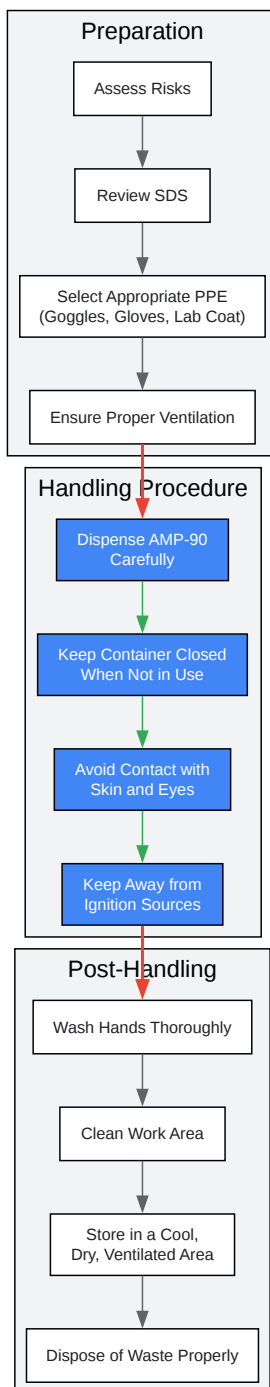 Preparation
Assess Risks
Review SDS
Select Appropriate PPE
(Goggles, Gloves, Lab Coat)
Ensure Proper Ventilation
Handling Procedure
Dispense AMP-90
Carefully
Keep Container Closed
When Not in Use
Avoid Contact with
Skin and Eyes
Keep Away from
Ignition Sources
Post-Handling
Wash Hands Thoroughly
Clean Work Area
Store in a Cool,
Dry, Ventilated Area
Dispose of Waste Properly